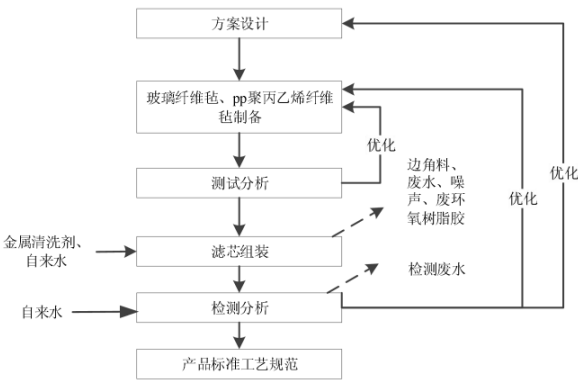 方案设计
玻璃纤维毡、pp聚丙乙烯纤维
毡制备
优化
测试分析
边角料、
废水、噪
声、废环
氧树脂胶
优化
优化
金属清洗剂、
自来水
滤芯组装
检测废水
自来水
检测分析
产品标准工艺规范